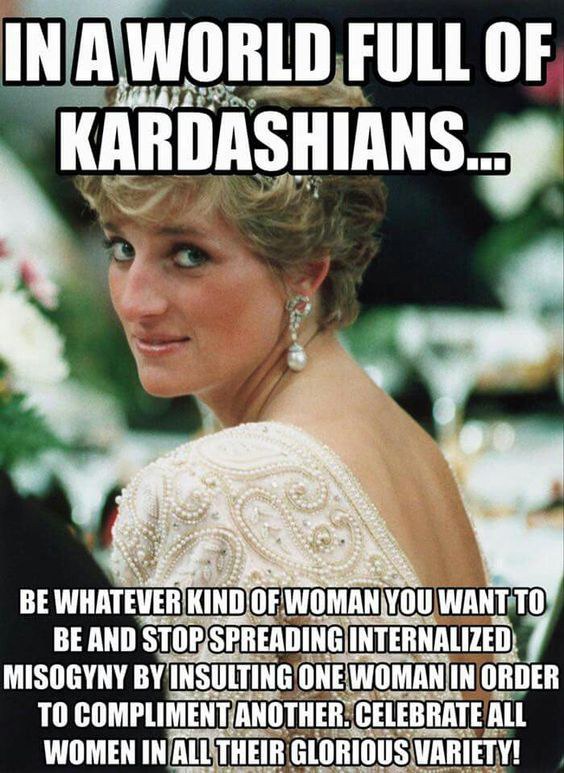 IN A WORLD FULL OF
KARDASHIANS...
BE WHATEVER KIND OF WOMAN YOU WANT TO
BE AND STOP SPREADING INTERNALIZED
MISOGYNY BY INSULTING ONE WOMAN IN ORDER
TO COMPLIMENT ANOTHER. CELEBRATE ALL
WOMEN IN ALL THEIR GLORIOUS VARIETY!